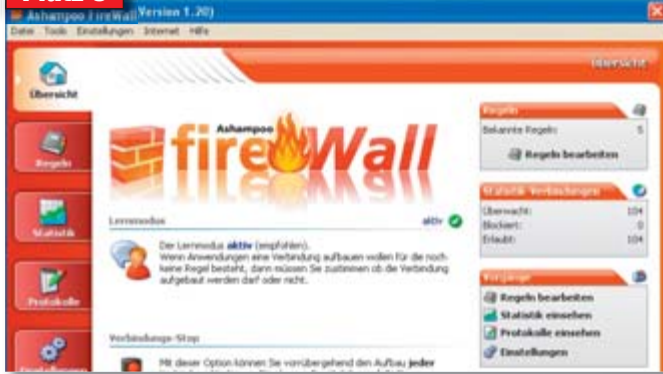 Ashampoo FireWall(Version 1.20)
Datei Tools Einstellungen Internet Hilfe
Übersicht
Übersicht
Regeln
Statistik
Protokolle
Einstellungen
Ashampoo
fireWall
Lernmodus aktiv
Der Lernmodus aktiv (empfohlen).
Wenn Anwendungen eine Verbindung aufbauen wollen für die noch
keine Regel besteht, dann müssen Sie zustimmen ob die Verbindung
aufgebaut werden darf oder nicht.
Verbindungs-Stop
Mit dieser Option können Sie vorübergehend den Aufbau jeder
Regeln
Bekannte Regeln: 5
Regeln bearbeiten
Statistik Verbindungen
Überwacht: 104
Blockiert: 0
Erlaubt: 104
Vorgänge
Regeln bearbeiten
Statistik einsehen
Protokolle einsehen
Einstellungen